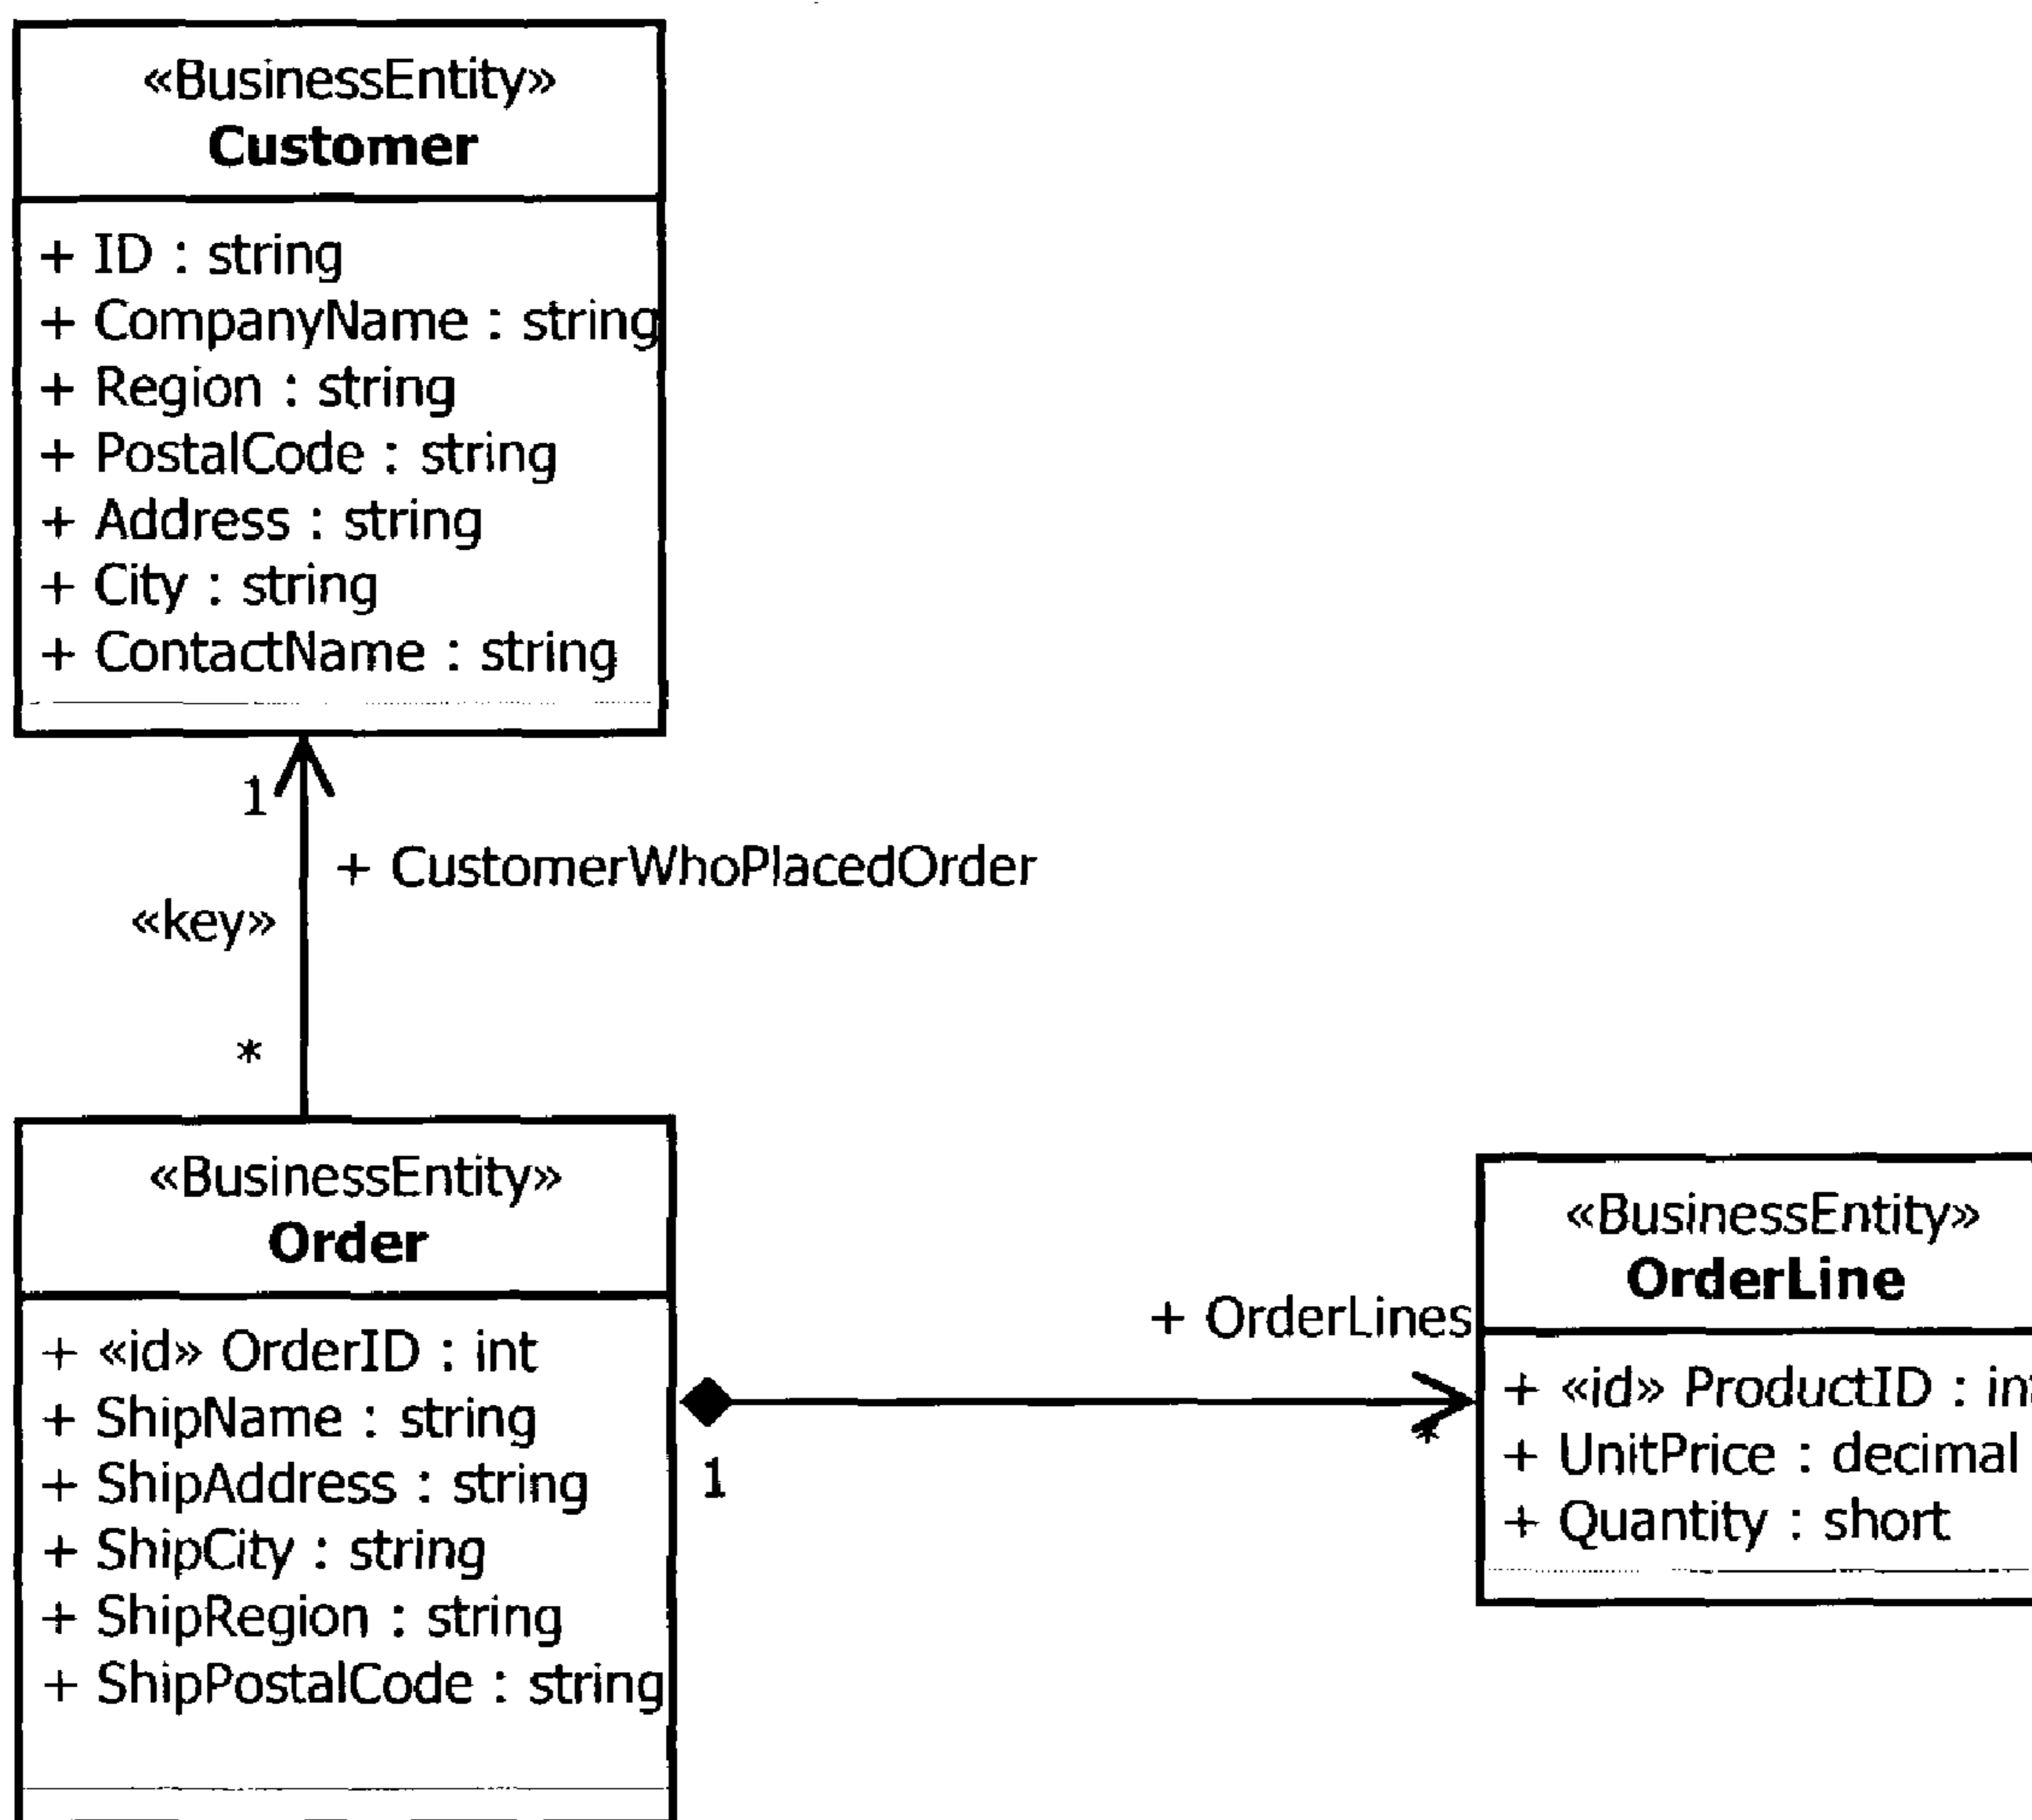 «BusinessEntity»
Customer
+ ID : string
+ CompanyName : string
+ Region : string
+ PostalCode : string
+ Address : string
+ City : string
+ ContactName : string
1
+ CustomerWhoPlacedOrder
«key»
*
«BusinessEntity»
Order
+ «id» OrderID : int
+ ShipName : string
+ ShipAddress : string
+ ShipCity : string
+ ShipRegion : string
+ ShipPostalCode : string
+ OrderLines
1
*
«BusinessEntity»
OrderLine
+ «id» ProductID : int
+ UnitPrice : decimal
+ Quantity : short